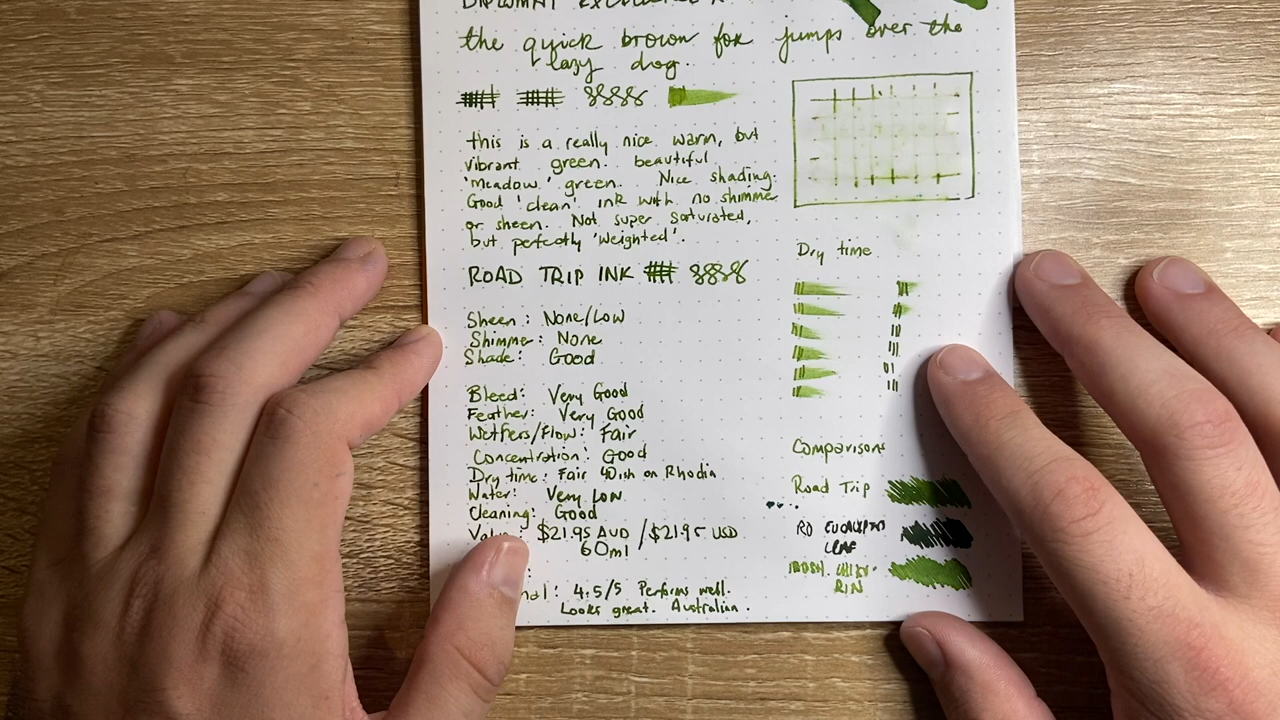 DIPLOMAT
the quick brown fox jumps over the
lazy dog.
this is a really nice warm, but
vibrant green. beautiful
'meadow' green. Nice shading.
Good 'clean' ink with no shimmer
or sheen. Not super saturated,
but perfectly 'weighted'.
ROAD TRIP INK
Sheen: None/Low
Shimmer: None
Shade: Good
Bleed: Very Good
Feather: Very Good
Wetness/Flow: Fair
Concentration: Good
Dry time: Fair 40ish on Rhodia
Water: Very Low
Cleaning: Good
$21.95 AUD / $21.95 USD
60ml
4.5/5 Performs well.
Looks great. Australian.
Dry time
Comparisons
Road Trip
RO EUCALYPTUS
LEAF